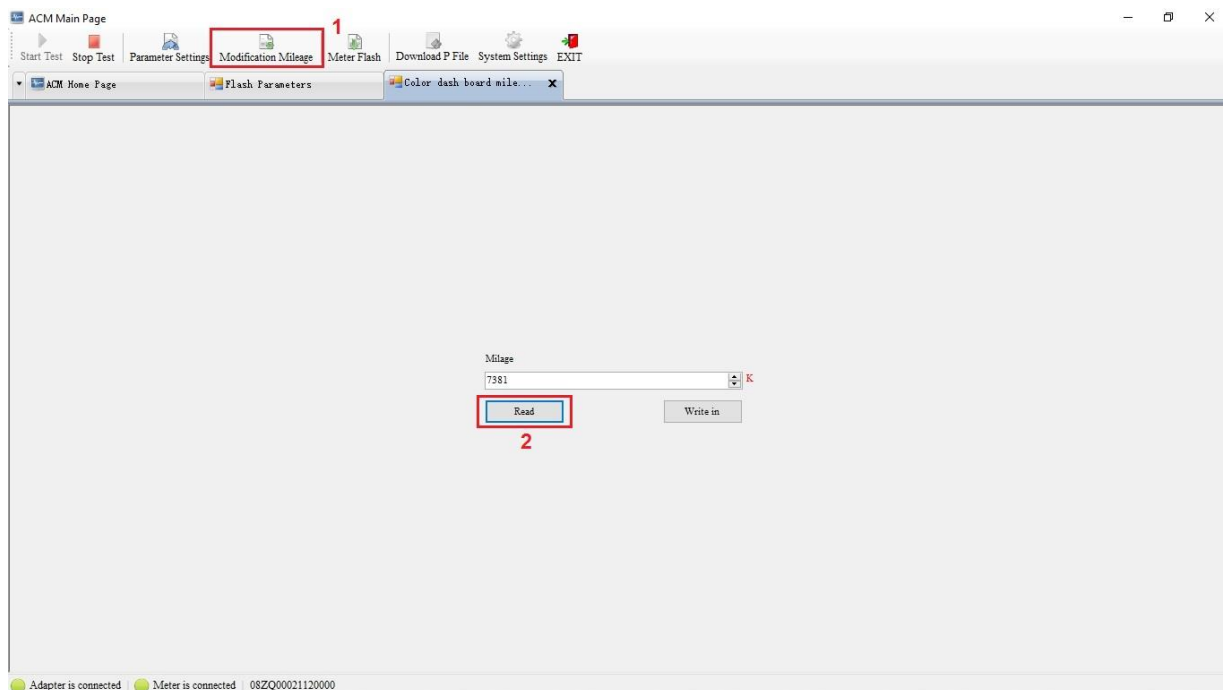 ACM Main Page
1
Start Test Stop Test Parameter Settings Modification Mileage Meter Flash Download P File System Settings EXIT
ACM Home Page Flash Parameters Color dash board mile... X
Milage
7381 K
Read Write in
2
Adapter is connected Meter is connected 08ZQ00021120000